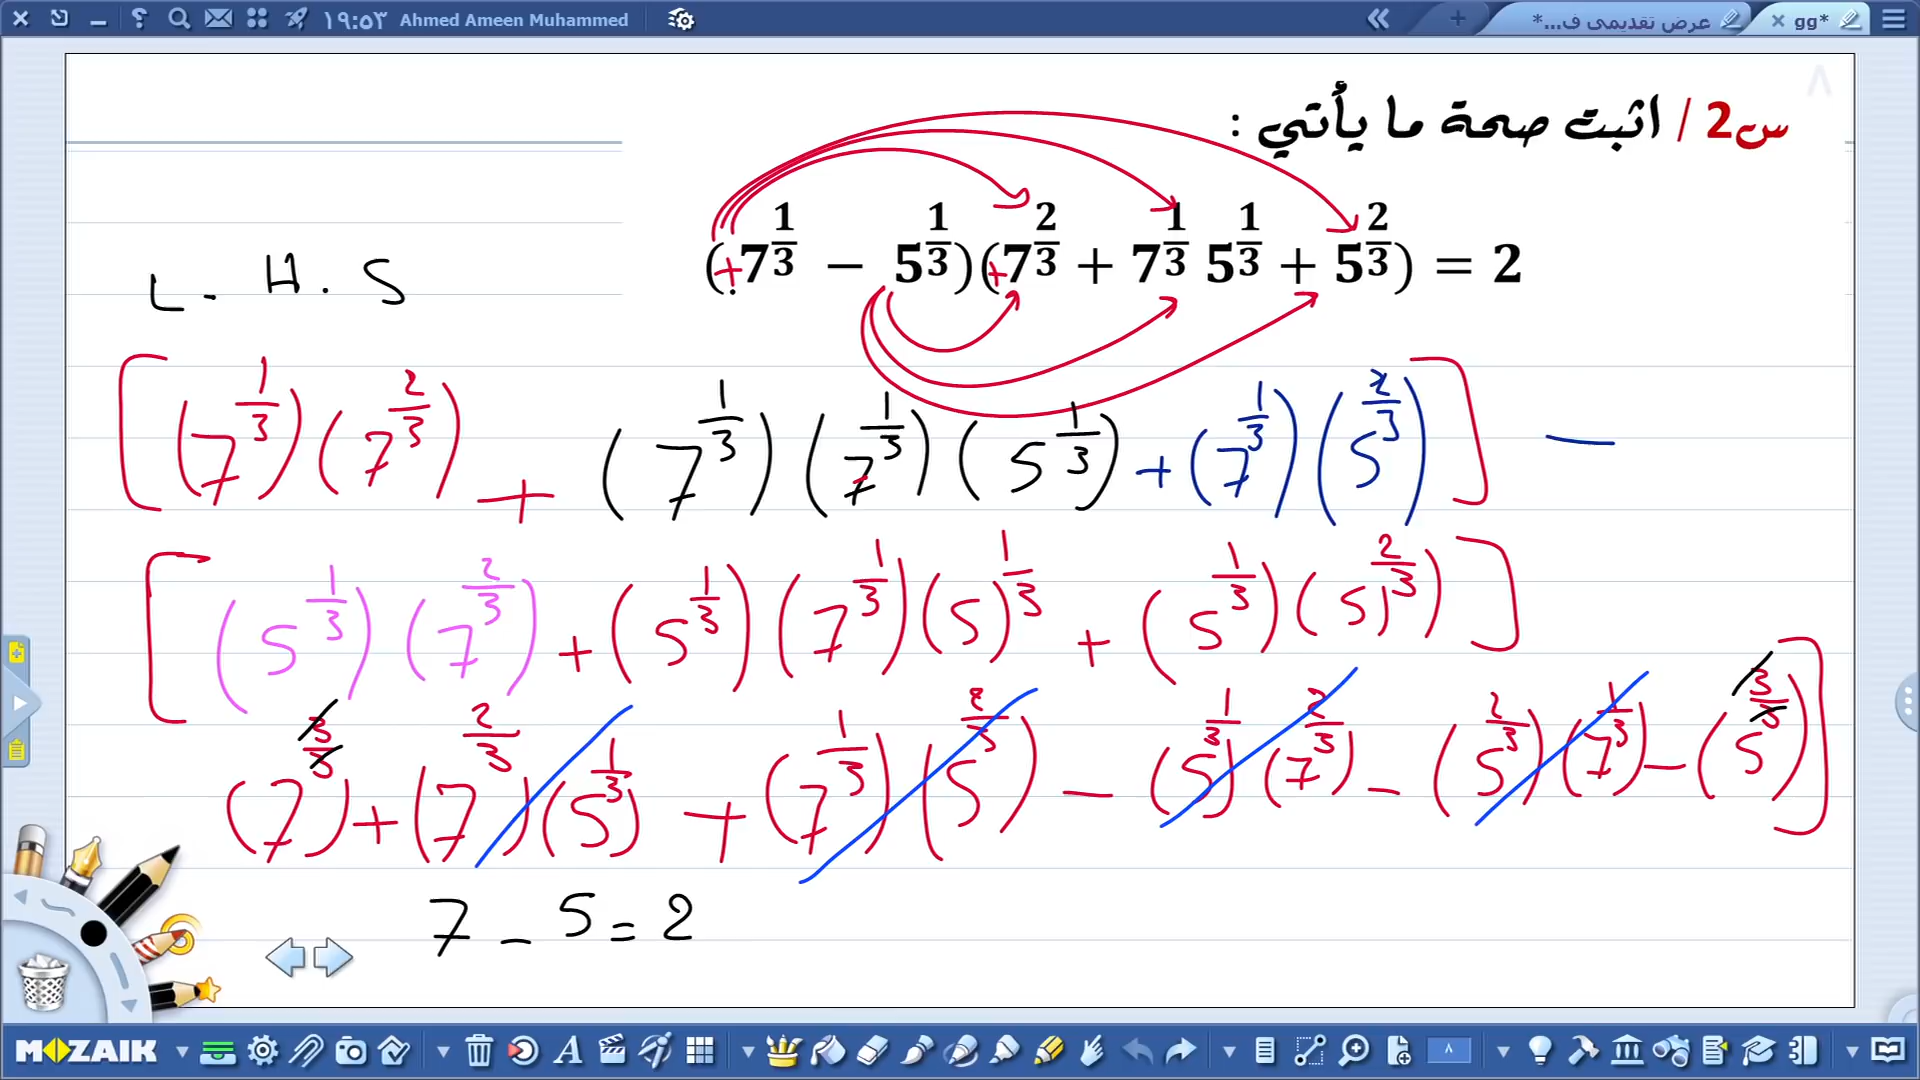 ١٩:٥٣ Ahmed Ameen Muhammed
عرض تقديمى ف...*
gg*
س2 / اثبت صحة ما يأتي :
(7^{1/3} − 5^{1/3})(7^{2/3} + 7^{1/3} 5^{1/3} + 5^{2/3}) = 2
+ +
L. H. S
[(7^{1/3})(7^{2/3}) + (7^{1/3})(7^{1/3})(5^{1/3}) + (7^{1/3})(5^{2/3})] −
[(5^{1/3})(7^{2/3}) + (5^{1/3})(7^{1/3})(5)^{1/3} + (5^{1/3})(5)^{2/3}]
(7^{3/3}) + (7^{2/3})(5^{1/3}) + (7^{1/3})(5^{2/3}) − (5^{1/3})(7^{2/3}) − (5^{2/3})(7^{1/3}) − (5^{3/3})]
7 − 5 = 2
MOZAIK